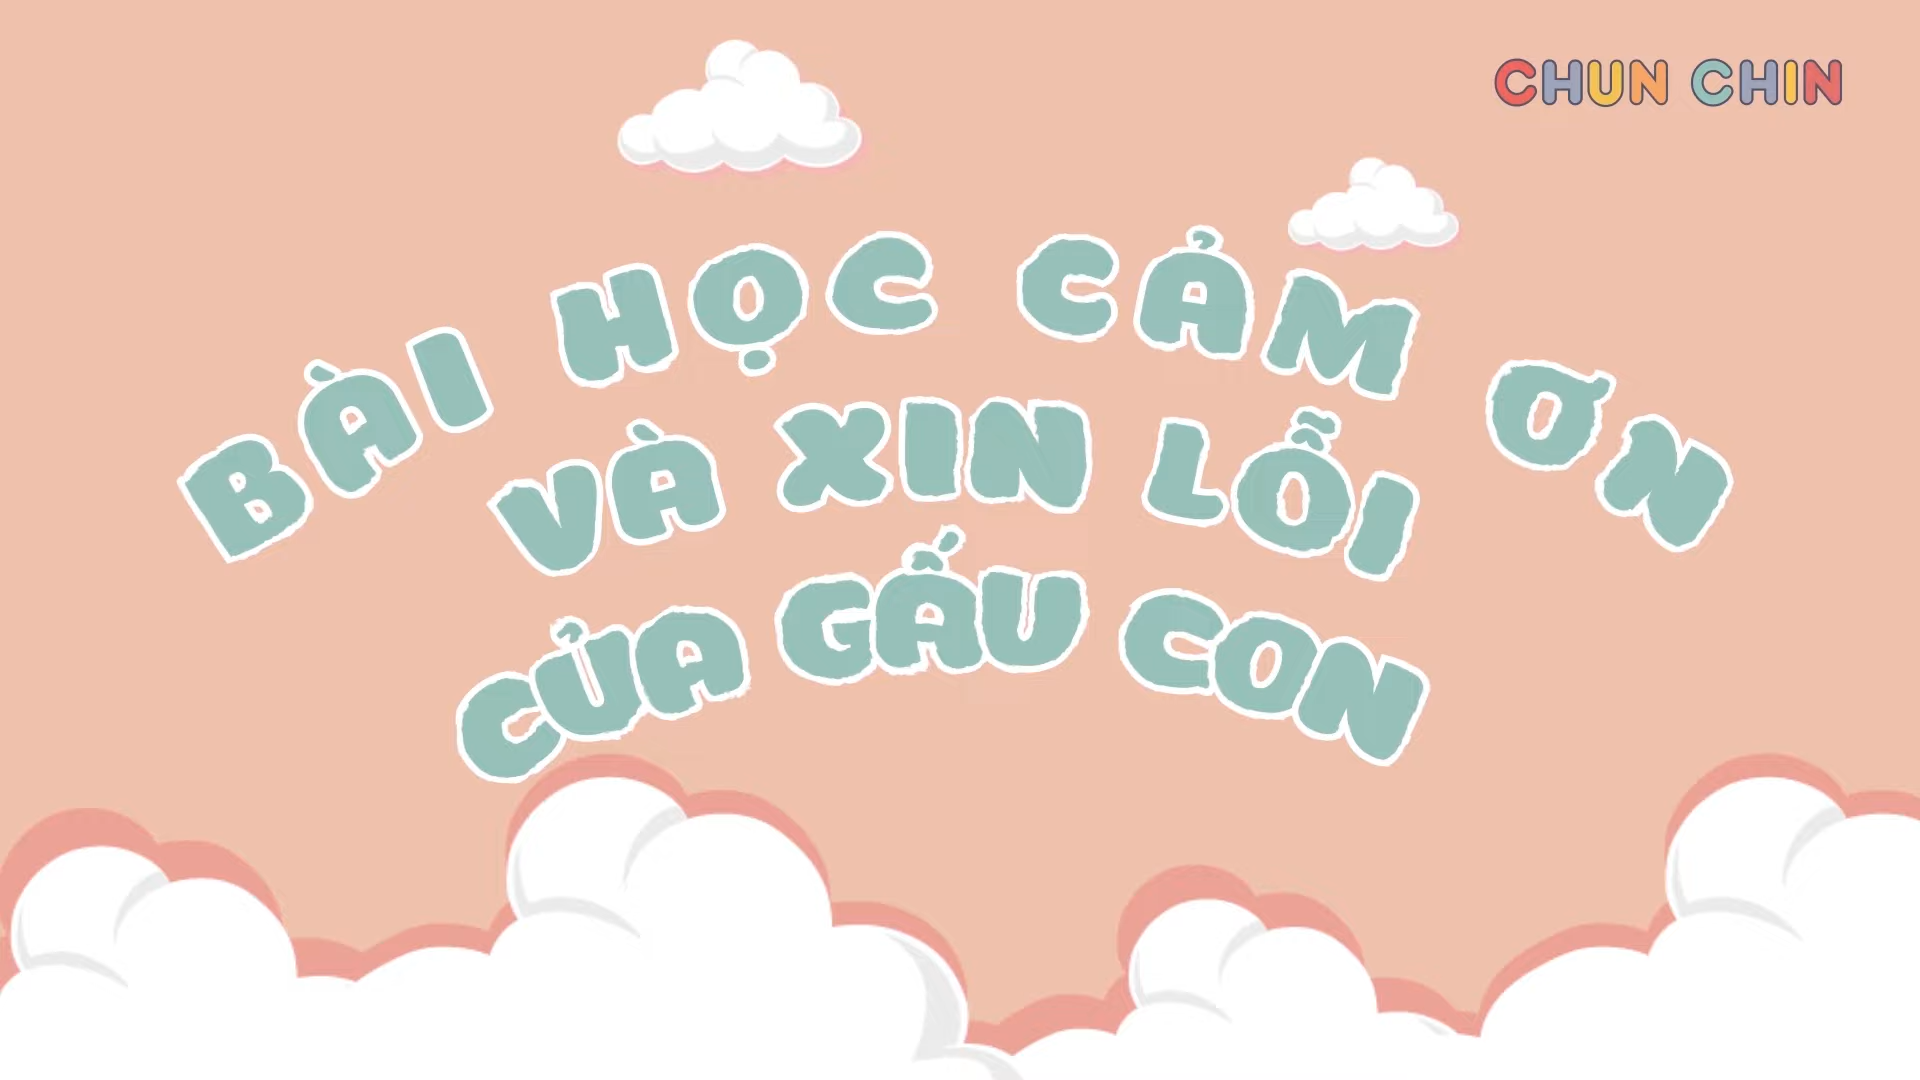 CHUN CHIN
BÀI HỌC CẢM ƠN
VÀ XIN LỖI
CỦA GẤU CON